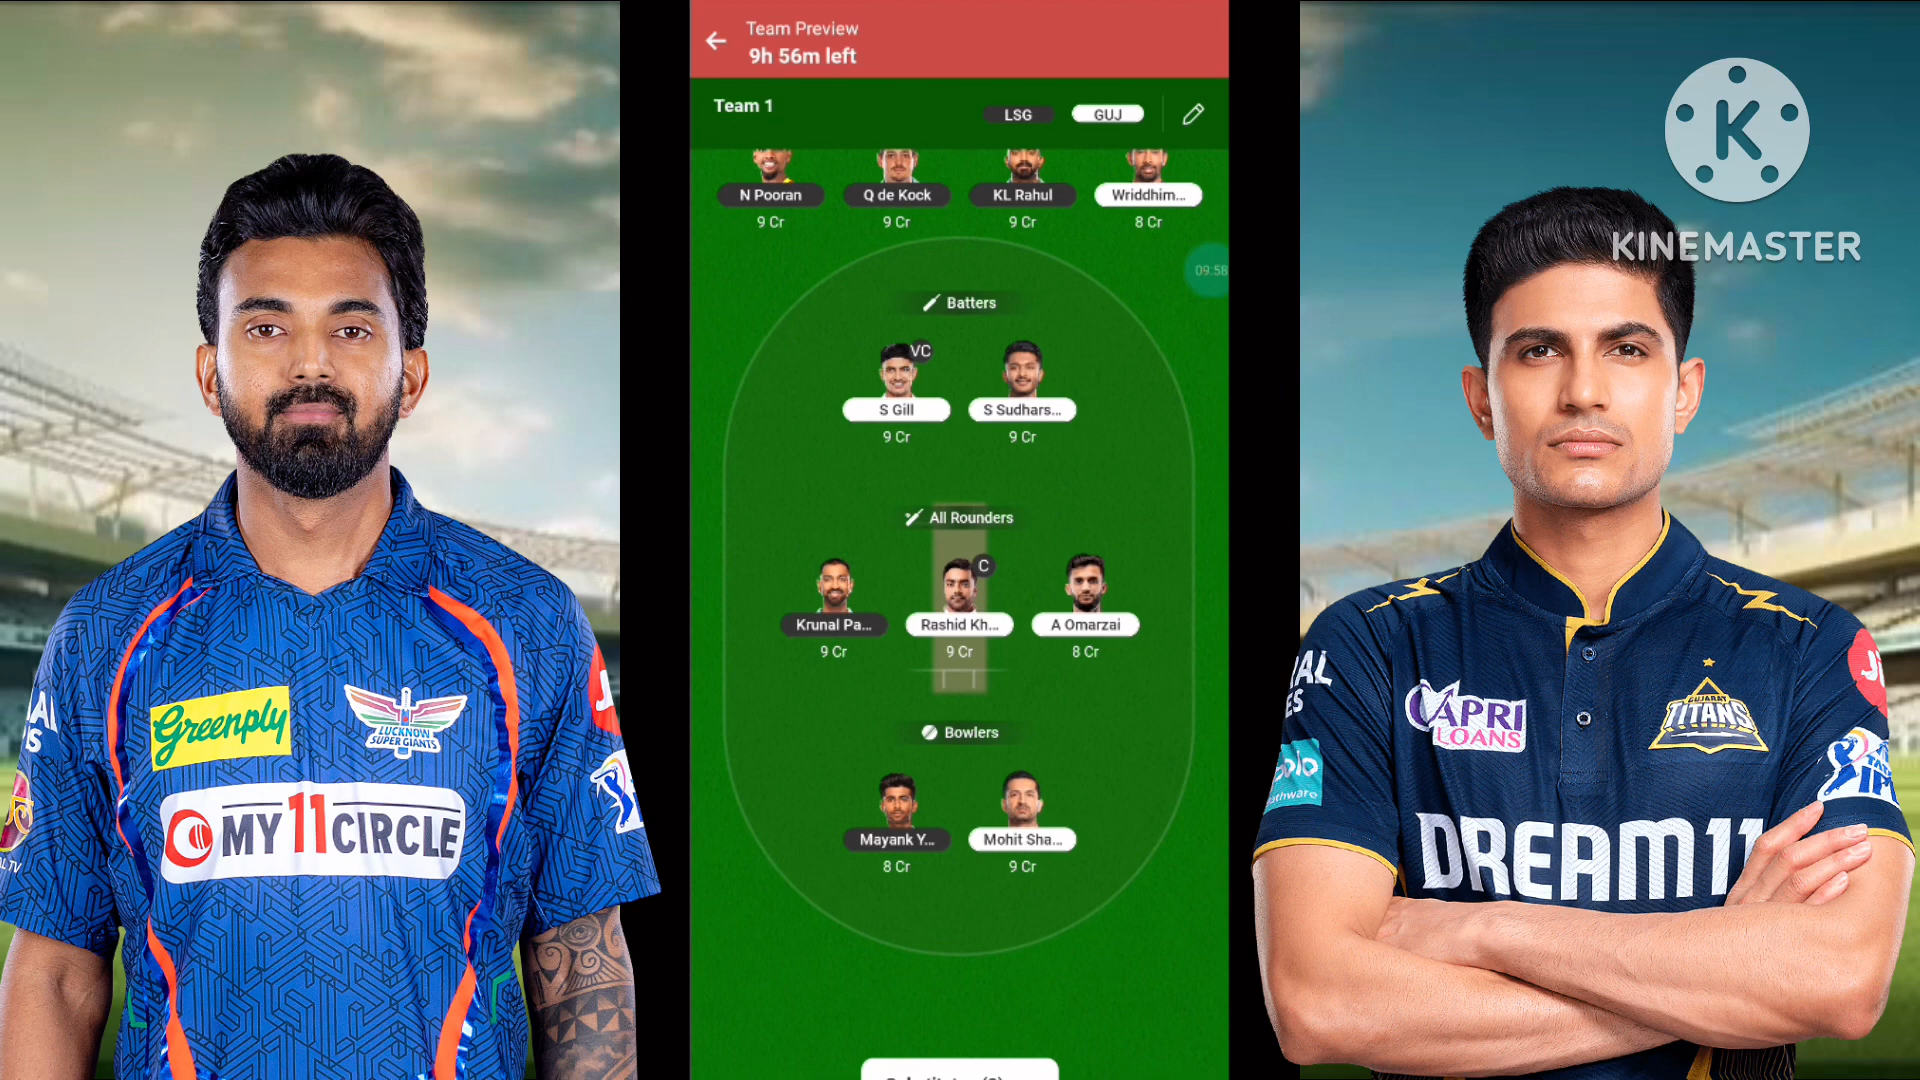 Team Preview
9h 56m left
Team 1
LSG
GUJ
N Pooran
Q de Kock
KL Rahul
Wriddhim...
9 Cr
9 Cr
9 Cr
8 Cr
09:58
Batters
VC
S Gill
S Sudhars...
9 Cr
9 Cr
All Rounders
C
Krunal Pa...
Rashid Kh...
A Omarzai
9 Cr
9 Cr
8 Cr
Bowlers
Mayank Y...
Mohit Sha...
8 Cr
9 Cr
Greenply
LUCKNOW
SUPER GIANTS
MY11CIRCLE
K
KINEMASTER
CAPRI
LOANS
GUJARAT
TITANS
DREAM11